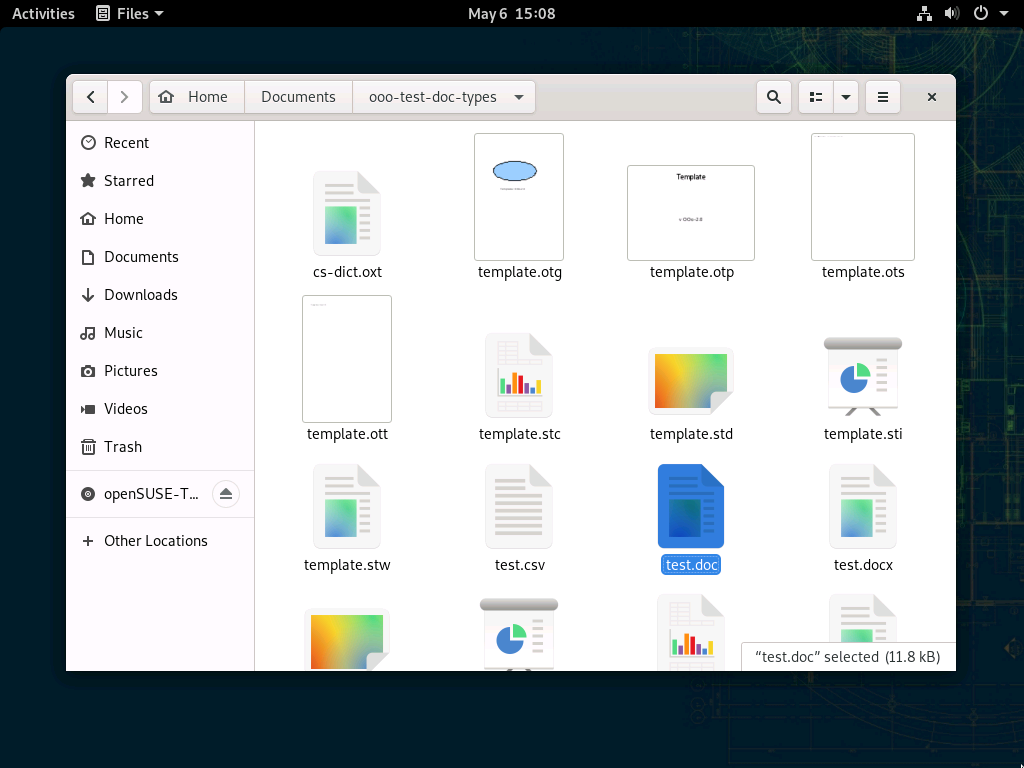 Activities Files May 6 15:08
Home Documents ooo-test-doc-types
Recent
Starred
Home
Documents
Downloads
Music
Pictures
Videos
Trash
openSUSE-T...
Other Locations
Template
v OOo-2.0
cs-dict.oxt template.otg template.otp template.ots
template.ott template.stc template.std template.sti
template.stw test.csv test.doc test.docx
“test.doc” selected (11.8 kB)